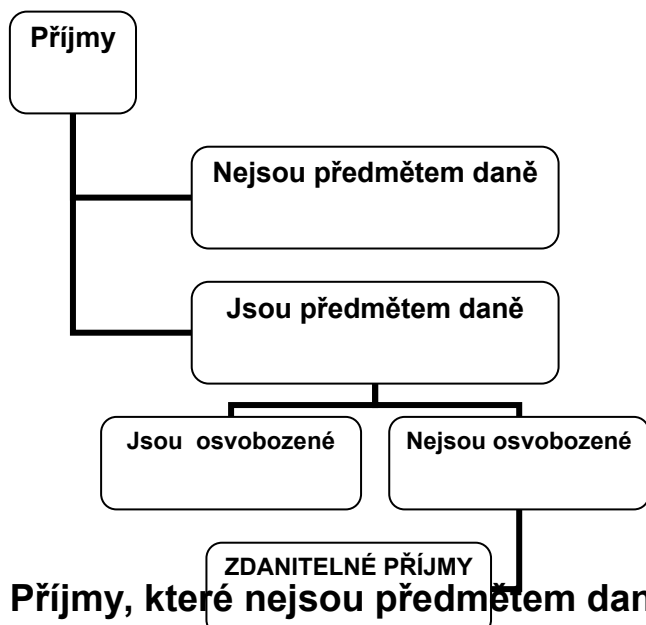 Příjmy
Nejsou předmětem daně
Jsou předmětem daně
Jsou osvobozené
Nejsou osvobozené
ZDANITELNÉ PŘÍJMY
Příjmy, které nejsou předmětem dan